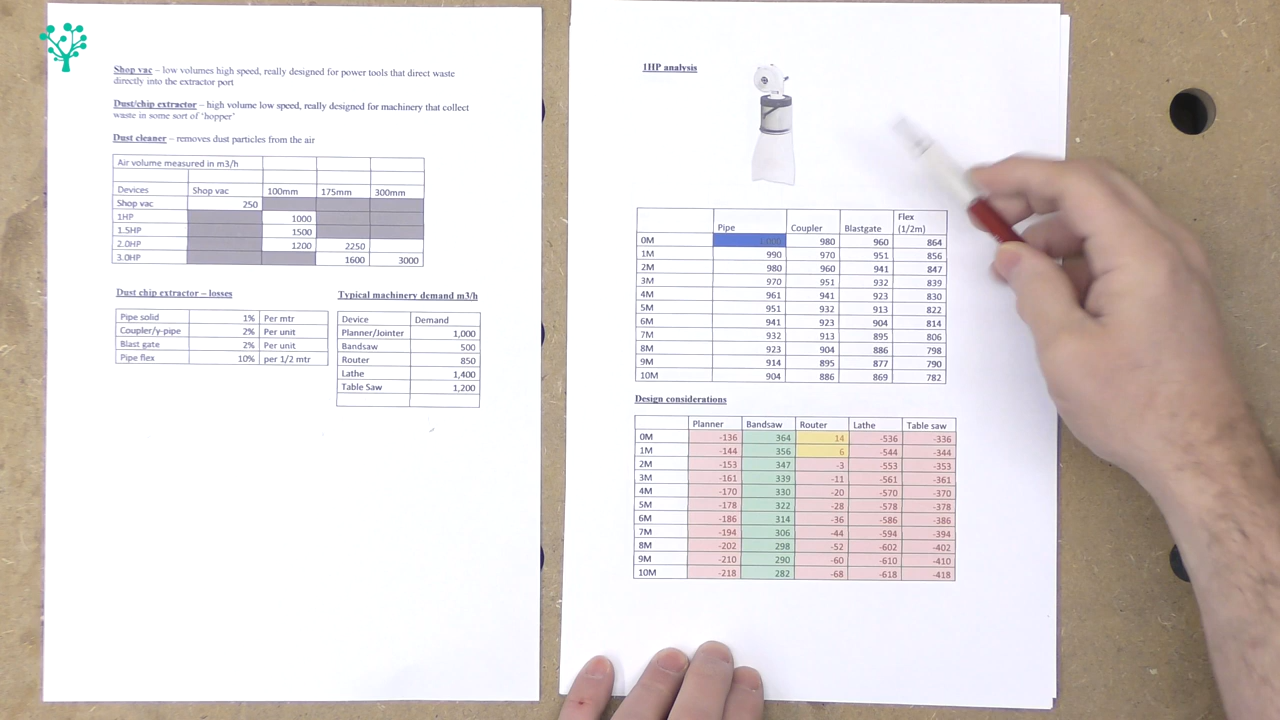 Shop vac – low volumes high speed, really designed for power tools that direct waste
directly into the extractor port
Dust/chip extractor – high volume low speed, really designed for machinery that collect
waste in some sort of 'hopper'
Dust cleaner – removes dust particles from the air
Air volume measured in m3/h
Devices Shop vac 100mm 175mm 300mm
Shop vac 250
1HP 1000
1.5HP 1500
2.0HP 1200 2250
3.0HP 1600 3000
Dust chip extractor – losses
Pipe solid 1% Per mtr
Coupler/y-pipe 2% Per unit
Blast gate 2% Per unit
Pipe flex 10% per 1/2 mtr
Typical machinery demand m3/h
Device Demand
Planner/Jointer 1,000
Bandsaw 500
Router 850
Lathe 1,400
Table Saw 1,200
1HP analysis
Pipe Coupler Blastgate Flex
(1/2m)
0M 1,000 980 960 864
1M 990 970 951 856
2M 980 960 941 847
3M 970 951 932 839
4M 961 941 923 830
5M 951 932 913 822
6M 941 923 904 814
7M 932 913 895 806
8M 923 904 886 798
9M 914 895 877 790
10M 904 886 869 782
Design considerations
Planner Bandsaw Router Lathe Table saw
0M -136 364 14 -536 -336
1M -144 356 6 -544 -344
2M -153 347 -3 -553 -353
3M -161 339 -11 -561 -361
4M -170 330 -20 -570 -370
5M -178 322 -28 -578 -378
6M -186 314 -36 -586 -386
7M -194 306 -44 -594 -394
8M -202 298 -52 -602 -402
9M -210 290 -60 -610 -410
10M -218 282 -68 -618 -418